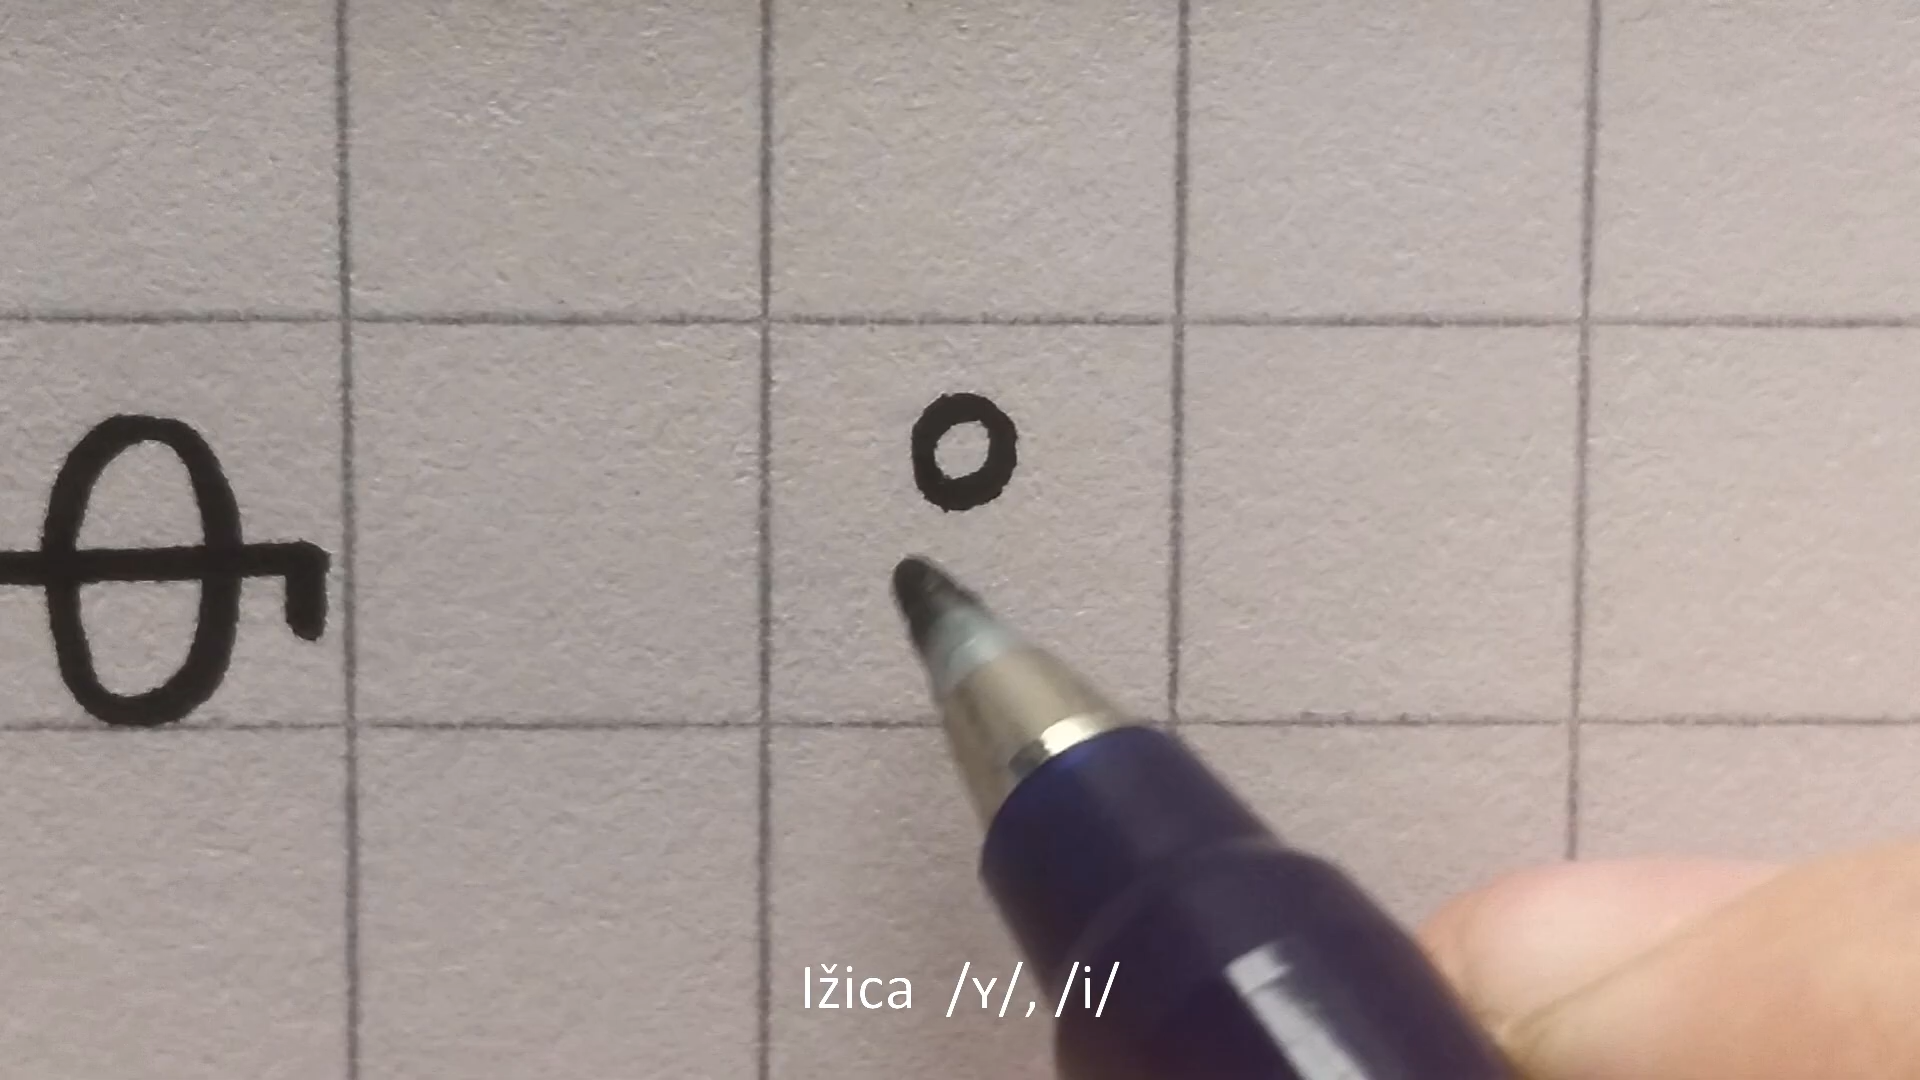 Ⱚ
Ižica /ʏ/, /i/